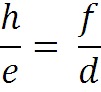 h/e = f/d